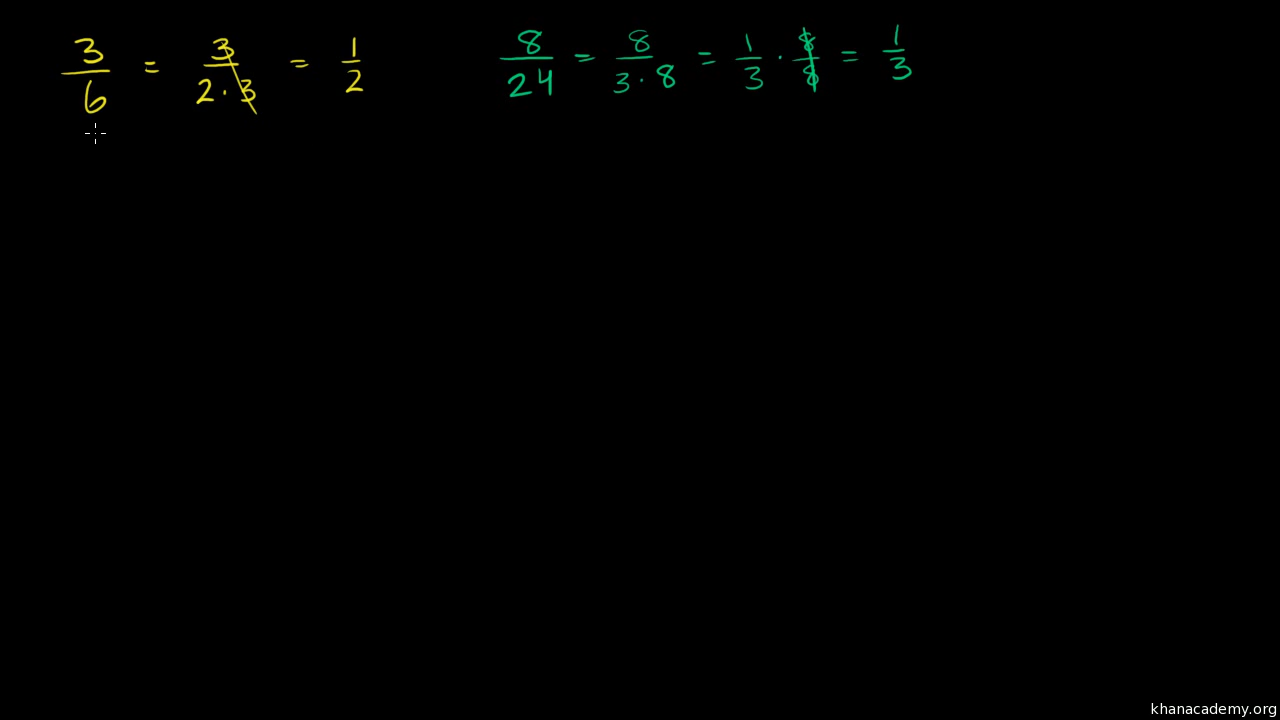 3/6 = 3/(2 · 3) = 1/2
8/24 = 8/(3 · 8) = 1/3 · 8/8 = 1/3
khanacademy.org